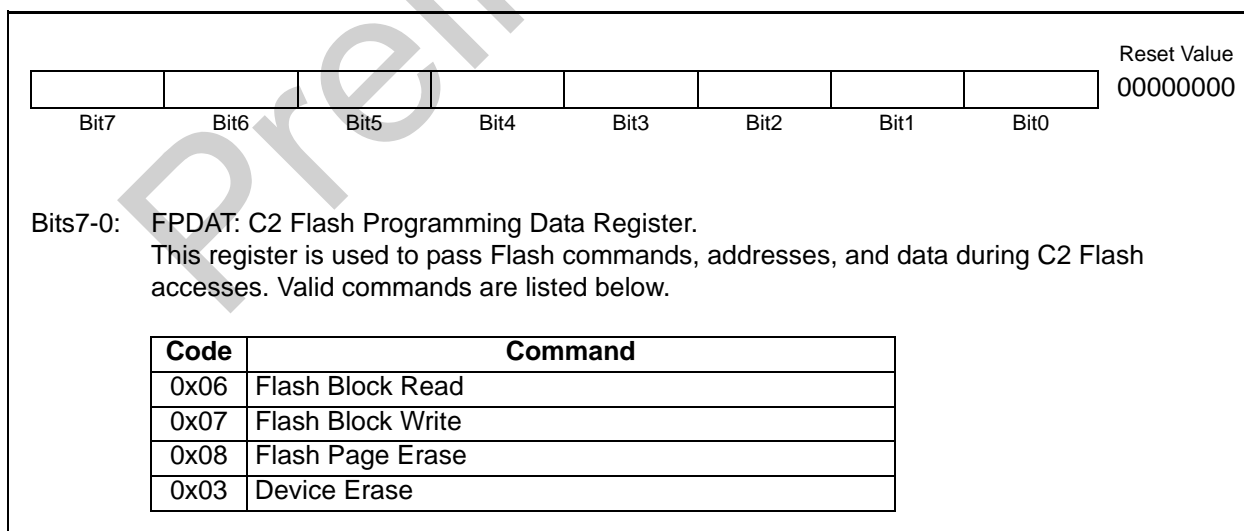 Reset Value
00000000
Bit7 Bit6 Bit5 Bit4 Bit3 Bit2 Bit1 Bit0
Bits7-0: FPDAT: C2 Flash Programming Data Register.
This register is used to pass Flash commands, addresses, and data during C2 Flash
accesses. Valid commands are listed below.
Code Command
0x06 Flash Block Read
0x07 Flash Block Write
0x08 Flash Page Erase
0x03 Device Erase